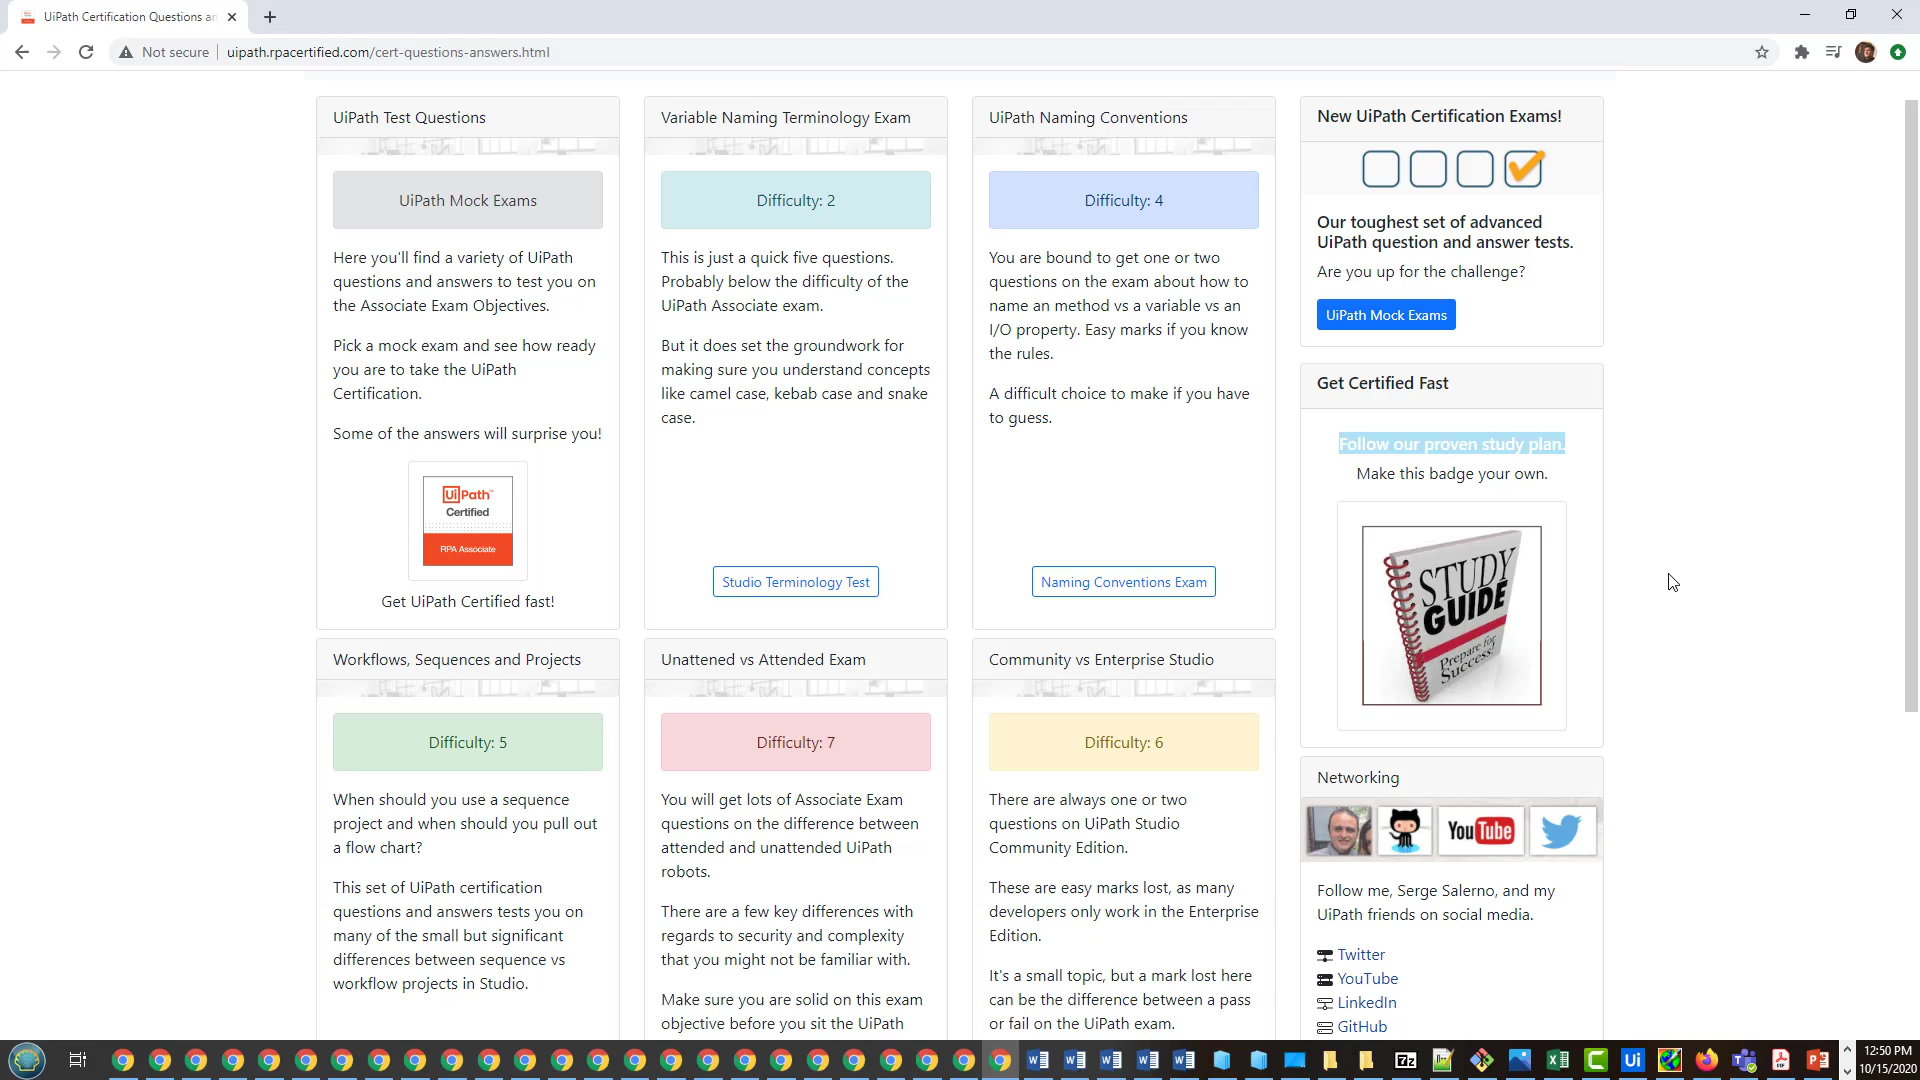 UiPath Certification Questions an
Not secure
uipath.rpacertified.com/cert-questions-answers.html
UiPath Test Questions
UiPath Mock Exams
Here you'll find a variety of UiPath
questions and answers to test you on
the Associate Exam Objectives.
Pick a mock exam and see how ready
you are to take the UiPath
Certification.
Some of the answers will surprise you!
UiPath
Certified
RPA Associate
Get UiPath Certified fast!
Variable Naming Terminology Exam
Difficulty: 2
This is just a quick five questions.
Probably below the difficulty of the
UiPath Associate exam.
But it does set the groundwork for
making sure you understand concepts
like camel case, kebab case and snake
case.
Studio Terminology Test
UiPath Naming Conventions
Difficulty: 4
You are bound to get one or two
questions on the exam about how to
name an method vs a variable vs an
I/O property. Easy marks if you know
the rules.
A difficult choice to make if you have
to guess.
Naming Conventions Exam
New UiPath Certification Exams!
Our toughest set of advanced
UiPath question and answer tests.
Are you up for the challenge?
UiPath Mock Exams
Get Certified Fast
Follow our proven study plan.
Make this badge your own.
STUDY
GUIDE
Prepare for
Success!
Workflows, Sequences and Projects
Difficulty: 5
When should you use a sequence
project and when should you pull out
a flow chart?
This set of UiPath certification
questions and answers tests you on
many of the small but significant
differences between sequence vs
workflow projects in Studio.
Unattened vs Attended Exam
Difficulty: 7
You will get lots of Associate Exam
questions on the difference between
attended and unattended UiPath
robots.
There are a few key differences with
regards to security and complexity
that you might not be familiar with.
Make sure you are solid on this exam
objective before you sit the UiPath
Community vs Enterprise Studio
Difficulty: 6
There are always one or two
questions on UiPath Studio
Community Edition.
These are easy marks lost, as many
developers only work in the Enterprise
Edition.
It's a small topic, but a mark lost here
can be the difference between a pass
or fail on the UiPath exam.
Networking
YouTube
Follow me, Serge Salerno, and my
UiPath friends on social media.
Twitter
YouTube
LinkedIn
GitHub
12:50 PM
10/15/2020